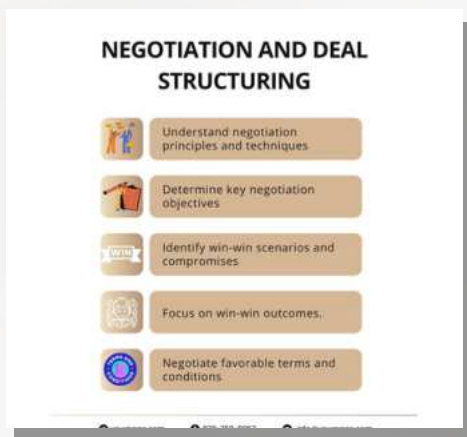 NEGOTIATION AND DEAL
STRUCTURING
Understand negotiation
principles and techniques
Determine key negotiation
objectives
WIN
Identify win-win scenarios and
compromises
Focus on win-win outcomes.
Negotiate favorable terms and
conditions